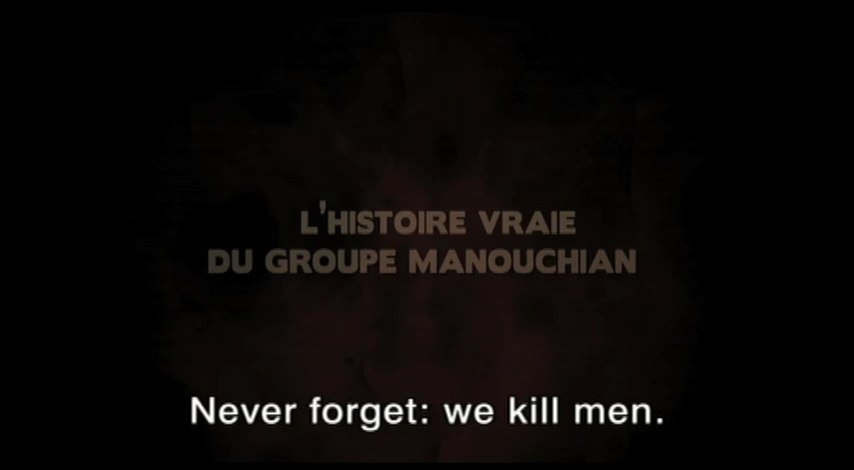 L'HISTOIRE VRAIE
DU GROUPE MANOUCHIAN
Never forget: we kill men.